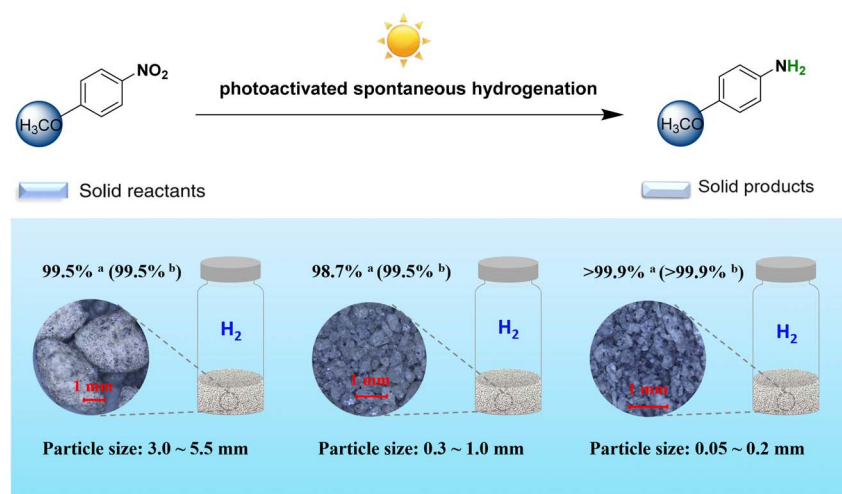 NO₂
H₃CO
photoactivated spontaneous hydrogenation
NH₂
H₃CO
Solid reactants
Solid products
99.5% ᵃ (99.5% ᵇ)
98.7% ᵃ (99.5% ᵇ)
>99.9% ᵃ (>99.9% ᵇ)
H₂
H₂
H₂
1 mm
1 mm
1 mm
Particle size: 3.0 ~ 5.5 mm
Particle size: 0.3 ~ 1.0 mm
Particle size: 0.05 ~ 0.2 mm